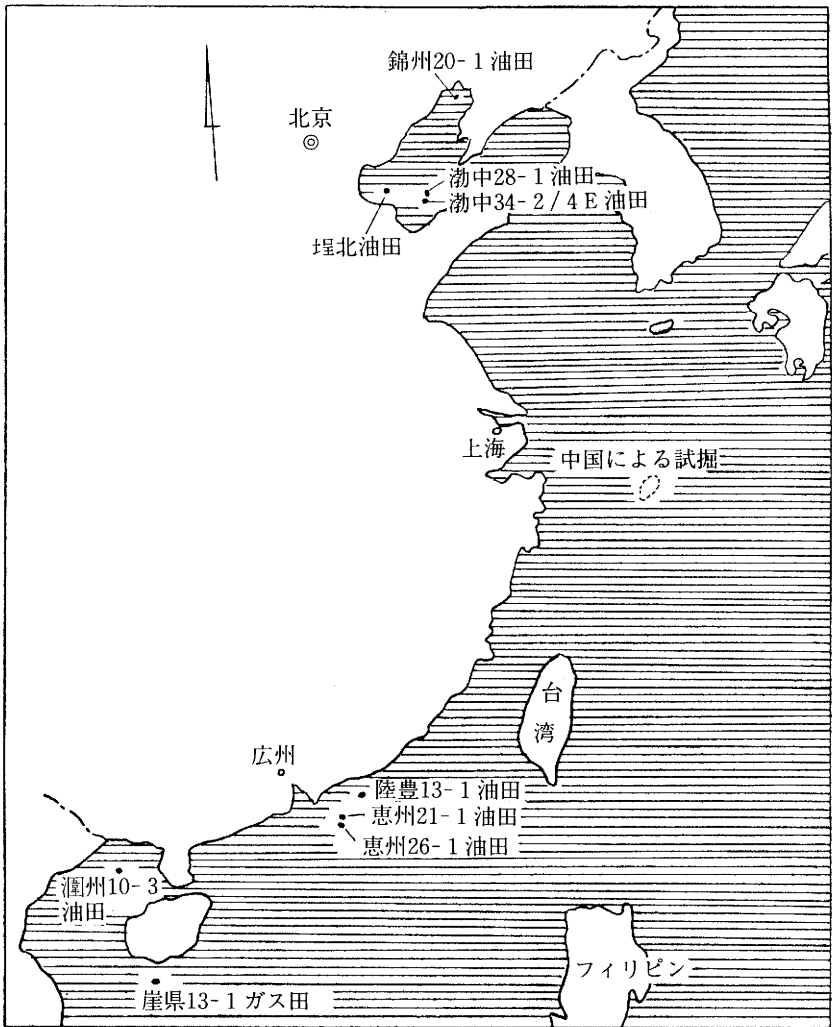 錦州20-1油田
北京
渤中28-1油田
渤中34-2/4E油田
埕北油田
上海
中国による試掘
台
湾
広州
陸豊13-1油田
恵州21-1油田
恵州26-1油田
潿州10-3
油田
フィリピン
崖県13-1ガス田